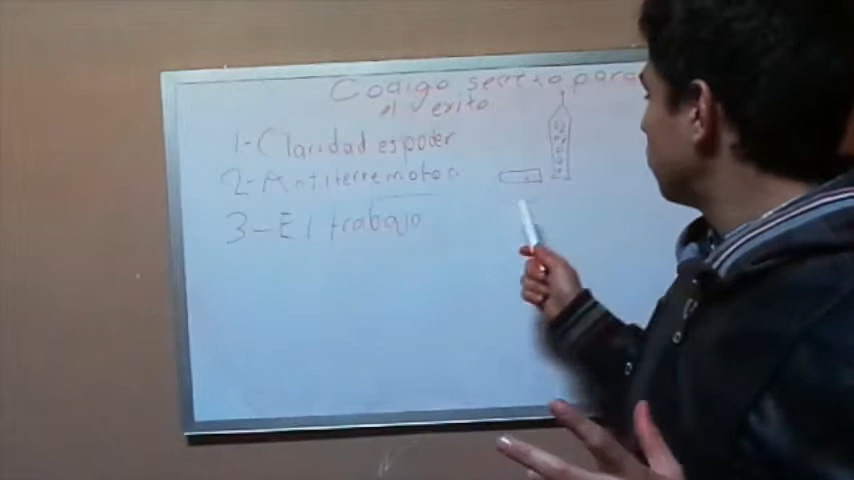 Codigo secreto para
el exito
1- Claridad es poder
2- Antiterremotos.
3- El trabajo